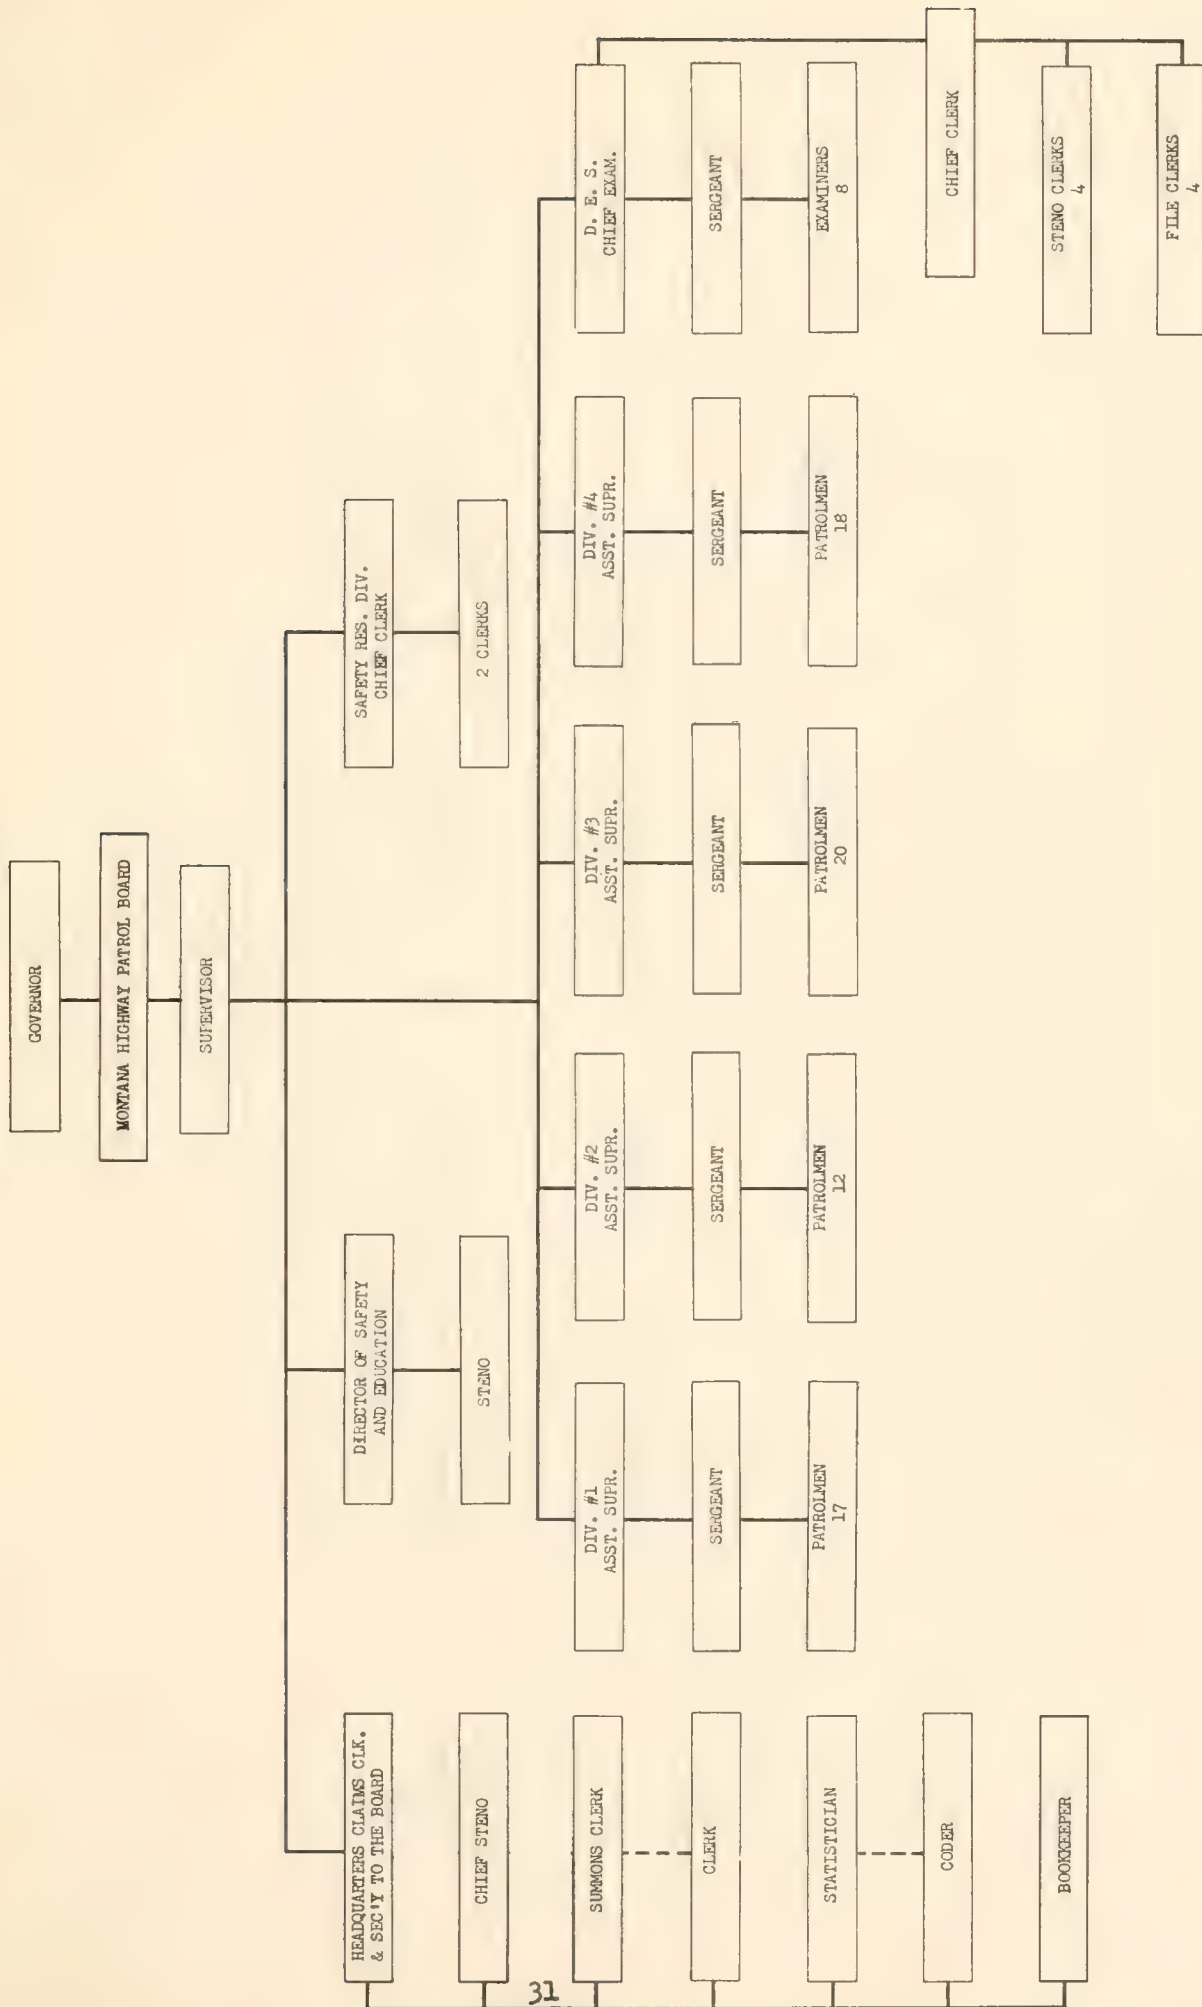 GOVERNOR
MONTANA HIGHWAY PATROL BOARD
SUPERVISOR
HEADQUARTERS CLAIMS CLK.
& SEC'Y TO THE BOARD
DIRECTOR OF SAFETY
AND EDUCATION
SAFETY RES. DIV.
CHIEF CLERK
CHIEF STENO
STENO
2 CLERKS
SUMMONS CLERK
DIV. #1
ASST. SUPR.
DIV. #2
ASST. SUPR.
DIV. #3
ASST. SUPR.
DIV. #4
ASST. SUPR.
D. E. S.
CHIEF EXAM.
CLERK
SERGEANT
SERGEANT
SERGEANT
SERGEANT
SERGEANT
STATISTICIAN
PATROLMEN
17
PATROLMEN
12
PATROLMEN
20
PATROLMEN
18
EXAMINERS
8
CODER
CHIEF CLERK
BOOKKEEPER
STENO CLERKS
4
FILE CLERKS
4
31